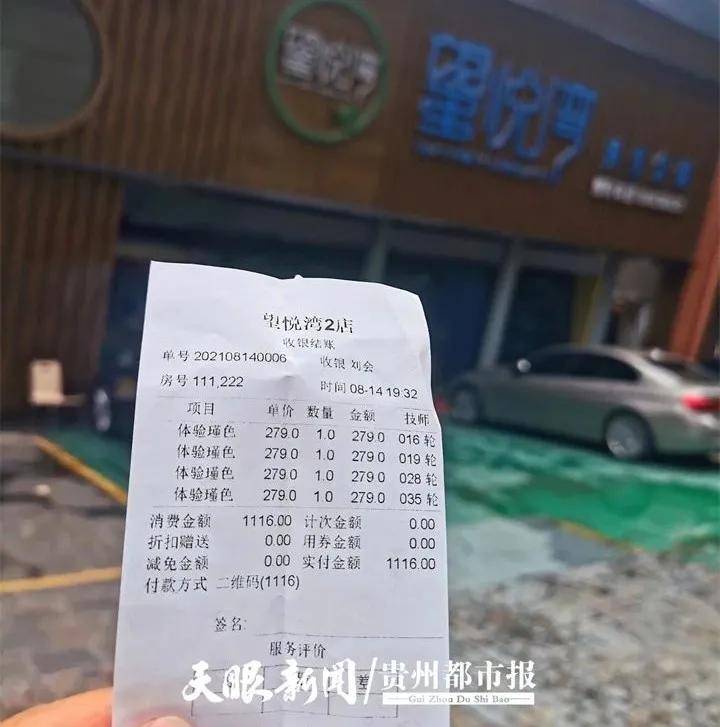 望悦湾
望悦湾
望悦湾2店
收银结账
单号 202108140006 收银 刘会
房号 111,222 时间 08-14 19:32
项目 单价 数量 金额 技师
体验瑾色 279.0 1.0 279.0 016 轮
体验瑾色 279.0 1.0 279.0 019 轮
体验瑾色 279.0 1.0 279.0 028 轮
体验瑾色 279.0 1.0 279.0 035 轮
消费金额 1116.00 计次金额 0.00
折扣赠送 0.00 用券金额 0.00
减免金额 0.00 实付金额 1116.00
付款方式 二维码(1116)
签名:
服务评价
差
天眼新闻/贵州都市报
Gui Zhou Du Shi Bao